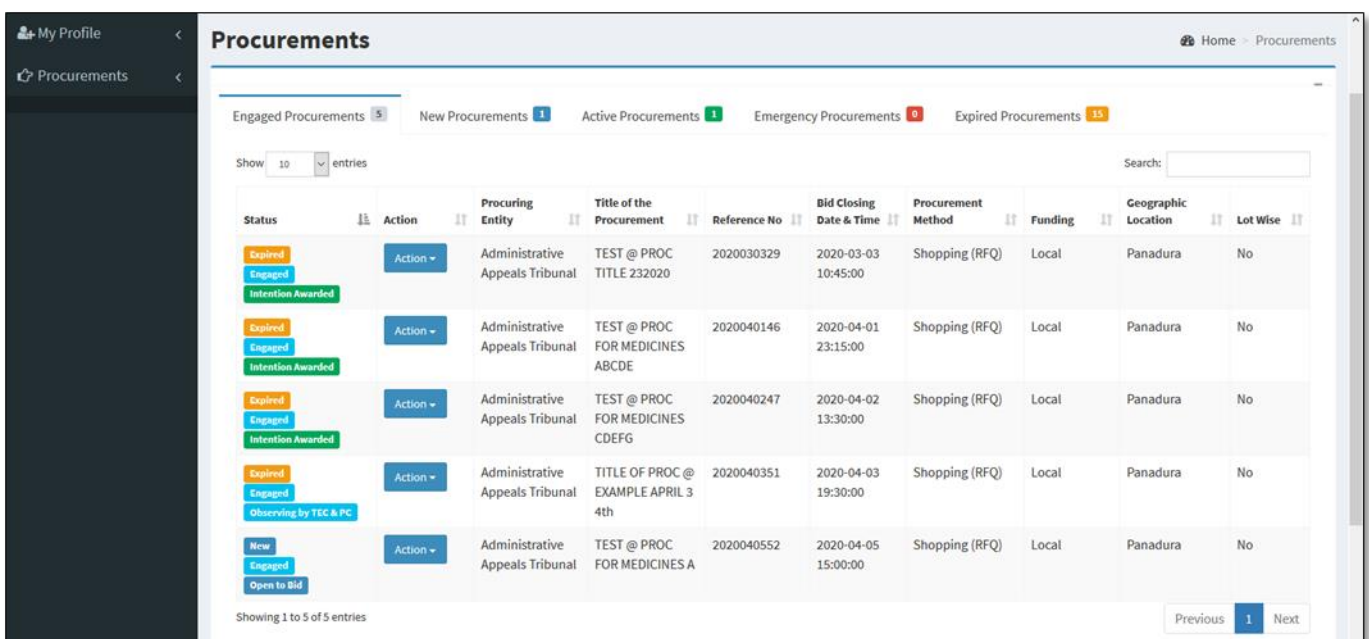 My Profile
Procurements
Procurements
Home > Procurements
Engaged Procurements 5 New Procurements 1 Active Procurements 1 Emergency Procurements 0 Expired Procurements 15
Show 10 entries Search:
Status Action Procuring Entity Title of the Procurement Reference No Bid Closing Date & Time Procurement Method Funding Geographic Location Lot Wise
Expired Action Administrative TEST @ PROC 2020030329 2020-03-03 Shopping (RFQ) Local Panadura No
Engaged Appeals Tribunal TITLE 232020 10:45:00
Intention Awarded
Expired Action Administrative TEST @ PROC 2020040146 2020-04-01 Shopping (RFQ) Local Panadura No
Engaged Appeals Tribunal FOR MEDICINES 23:15:00
Intention Awarded ABCDE
Expired Action Administrative TEST @ PROC 2020040247 2020-04-02 Shopping (RFQ) Local Panadura No
Engaged Appeals Tribunal FOR MEDICINES 13:30:00
Intention Awarded CDEFG
Expired Action Administrative TITLE OF PROC @ 2020040351 2020-04-03 Shopping (RFQ) Local Panadura No
Engaged Appeals Tribunal EXAMPLE APRIL 3 19:30:00
Observing by TEC & PC 4th
New Action Administrative TEST @ PROC 2020040552 2020-04-05 Shopping (RFQ) Local Panadura No
Engaged Appeals Tribunal FOR MEDICINES A 15:00:00
Open to Bid
Showing 1 to 5 of 5 entries Previous 1 Next